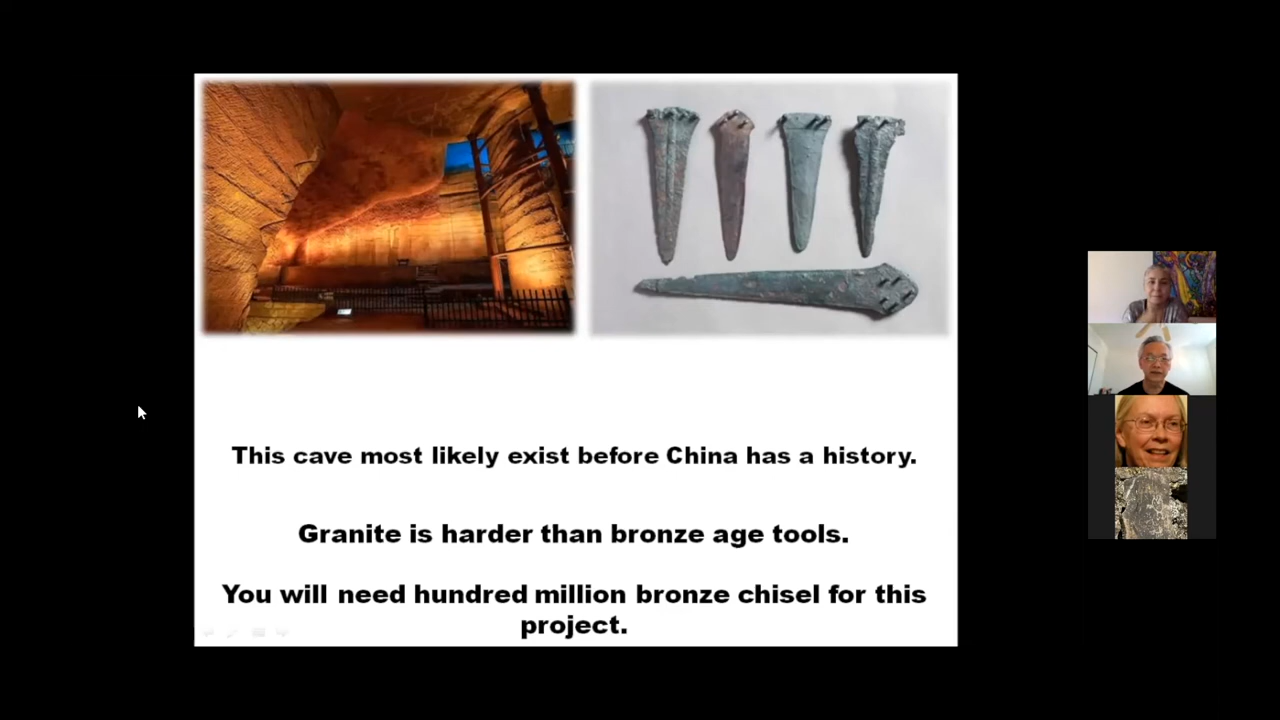 This cave most likely exist before China has a history.
Granite is harder than bronze age tools.
You will need hundred million bronze chisel for this
project.